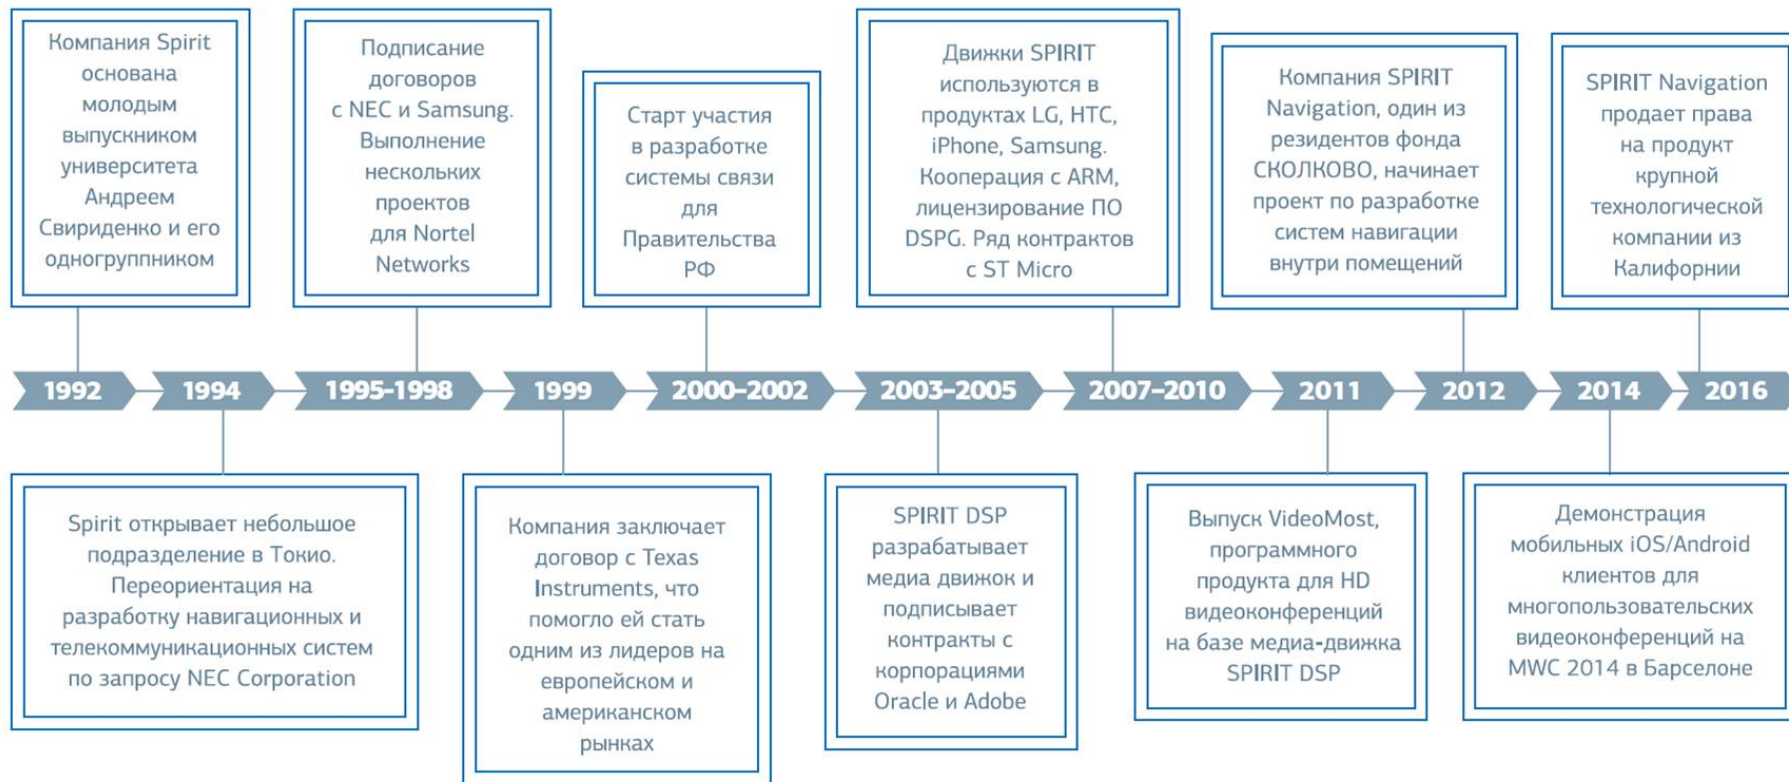 Компания Spirit
основана
молодым
выпускником
университета
Андреем
Свириденко и его
одногруппником
Подписание
договоров
с NEC и Samsung.
Выполнение
нескольких
проектов
для Nortel
Networks
Старт участия
в разработке
системы связи
для
Правительства
РФ
Движки SPIRIT
используются в
продуктах LG, HTC,
iPhone, Samsung.
Кооперация с ARM,
лицензирование ПО
DSPG. Ряд контрактов
с ST Micro
Компания SPIRIT
Navigation, один из
резидентов фонда
СКОЛКОВО, начинает
проект по разработке
систем навигации
внутри помещений
SPIRIT Navigation
продает права
на продукт
крупной
технологической
компании из
Калифорнии
1992
1994
1995-1998
1999
2000–2002
2003–2005
2007–2010
2011
2012
2014
2016
Spirit открывает небольшое
подразделение в Токио.
Переориентация на
разработку навигационных и
телекоммуникационных систем
по запросу NEC Corporation
Компания заключает
договор с Texas
Instruments, что
помогло ей стать
одним из лидеров на
европейском и
американском
рынках
SPIRIT DSP
разрабатывает
медиа движок и
подписывает
контракты с
корпорациями
Oracle и Adobe
Выпуск VideoMost,
программного
продукта для HD
видеоконференций
на базе медиа-движка
SPIRIT DSP
Демонстрация
мобильных iOS/Android
клиентов для
многопользовательских
видеоконференций на
MWC 2014 в Барселоне